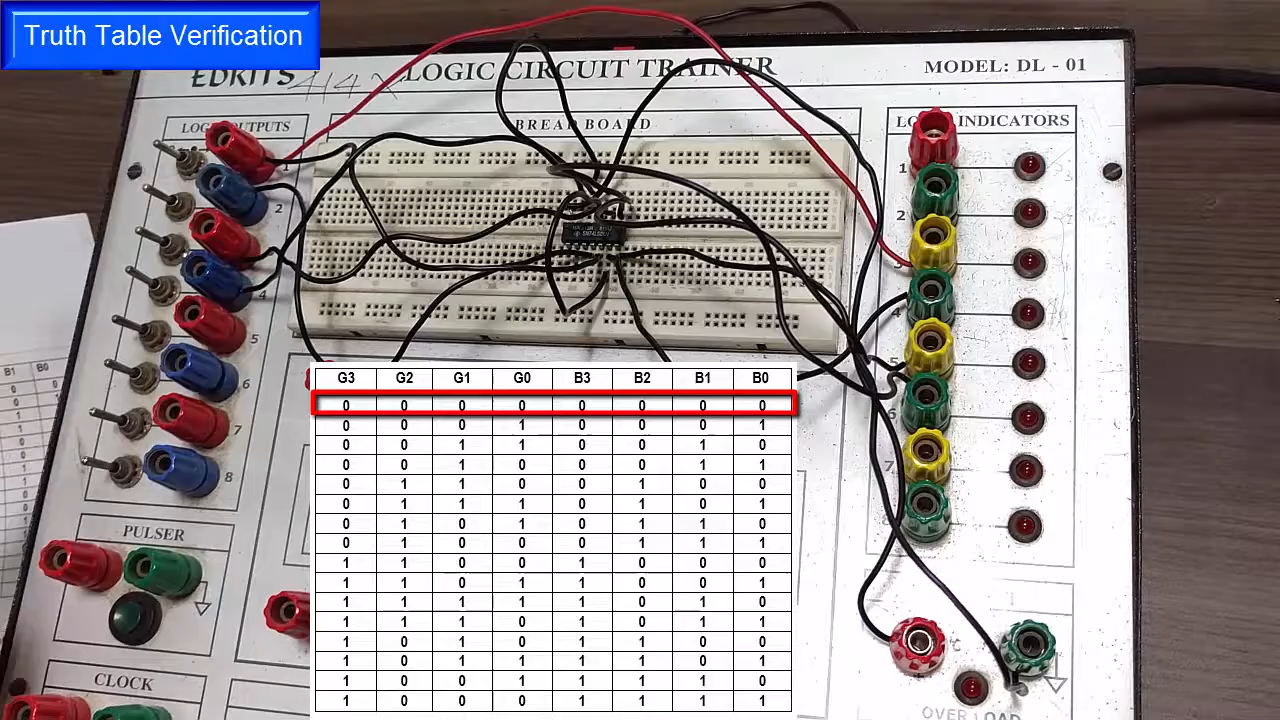 Truth Table Verification
EDKITS
LOGIC CIRCUIT TRAINER
MODEL: DL - 01
BREAD BOARD
INDICATORS
1
2
4
5
6
7
8
1
2
4
5
6
7
PULSER
CLOCK
OVER LOAD
B1 B0
G3 G2 G1 G0 B3 B2 B1 B0
0 0 0 0 0 0 0 0
0 0 0 1 0 0 0 1
0 0 1 1 0 0 1 0
0 0 1 0 0 0 1 1
0 1 1 0 0 1 0 0
0 1 1 1 0 1 0 1
0 1 0 1 0 1 1 0
0 1 0 0 0 1 1 1
1 1 0 0 1 0 0 0
1 1 0 1 1 0 0 1
1 1 1 1 1 0 1 0
1 1 1 0 1 0 1 1
1 0 1 0 1 1 0 0
1 0 1 1 1 1 0 1
1 0 0 1 1 1 1 0
1 0 0 0 1 1 1 1